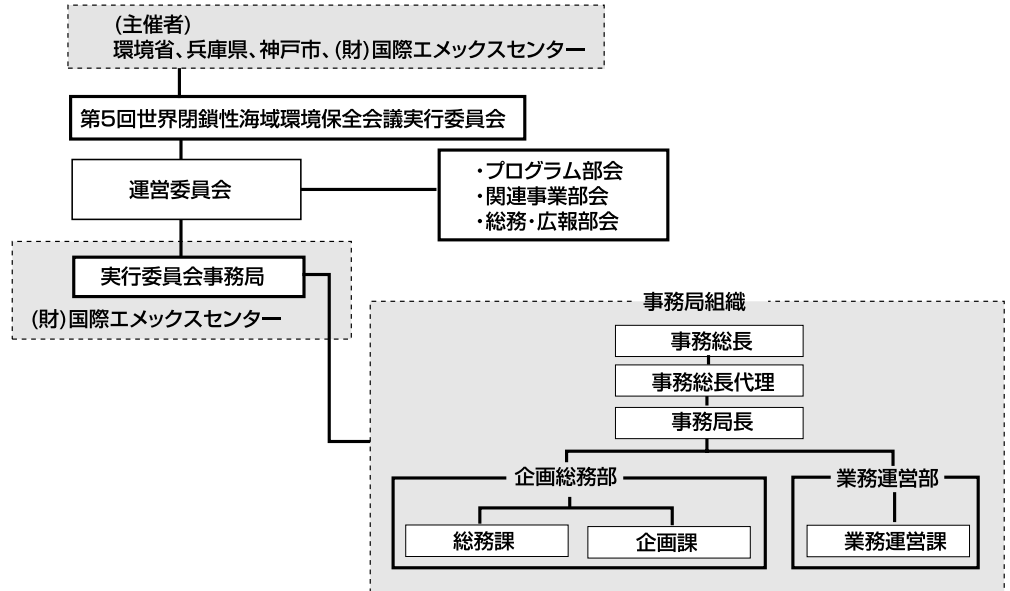 (主催者)
環境省、兵庫県、神戸市、(財)国際エメックスセンター
第5回世界閉鎖性海域環境保全会議実行委員会
運営委員会
・プログラム部会
・関連事業部会
・総務・広報部会
実行委員会事務局
(財)国際エメックスセンター
事務局組織
事務総長
事務総長代理
事務局長
企画総務部
業務運営部
総務課
企画課
業務運営課